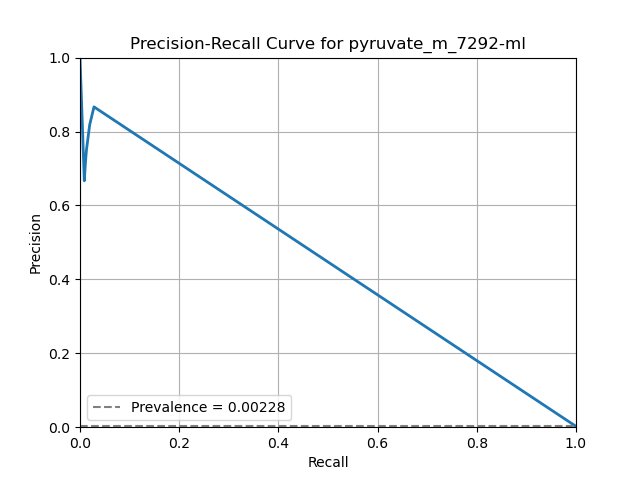 Precision-Recall Curve for pyruvate_m_7292-ml
1.0
0.8
0.6
0.4
0.2
0.0
Precision
Prevalence = 0.00228
0.0 0.2 0.4 0.6 0.8 1.0
Recall